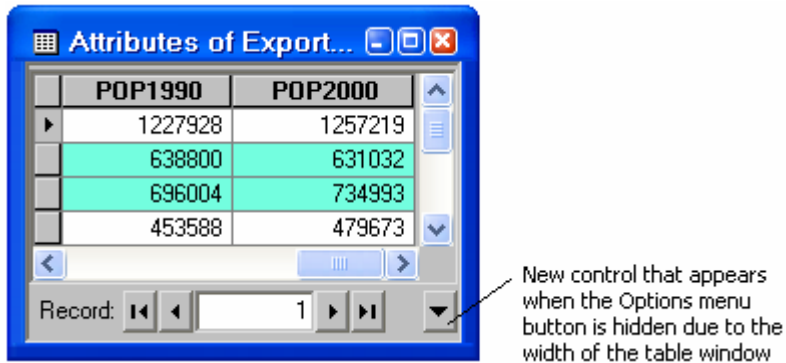 Attributes of Export...
POP1990 POP2000
1227928 1257219
638800 631032
696004 734993
453588 479673
Record: 1
New control that appears
when the Options menu
button is hidden due to the
width of the table window